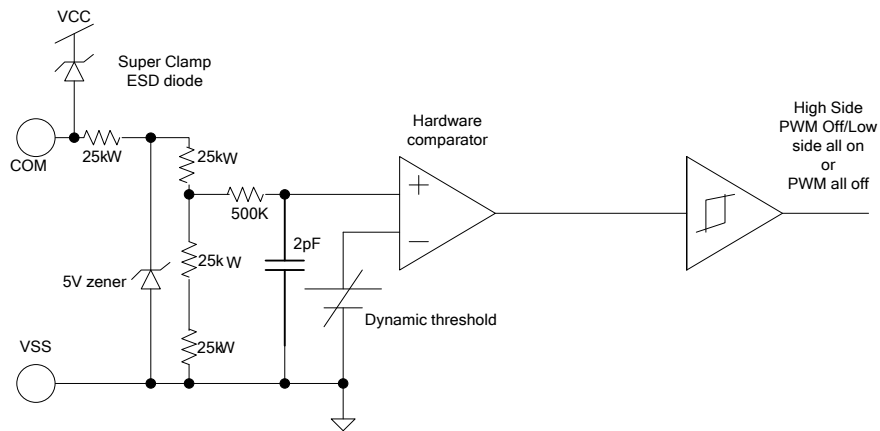 VCC
Super Clamp
ESD diode
COM
25kW
25kW
500K
Hardware
comparator
High Side
PWM Off/Low
side all on
or
PWM all off
2pF
25k W
5V zener
Dynamic threshold
25kW
VSS